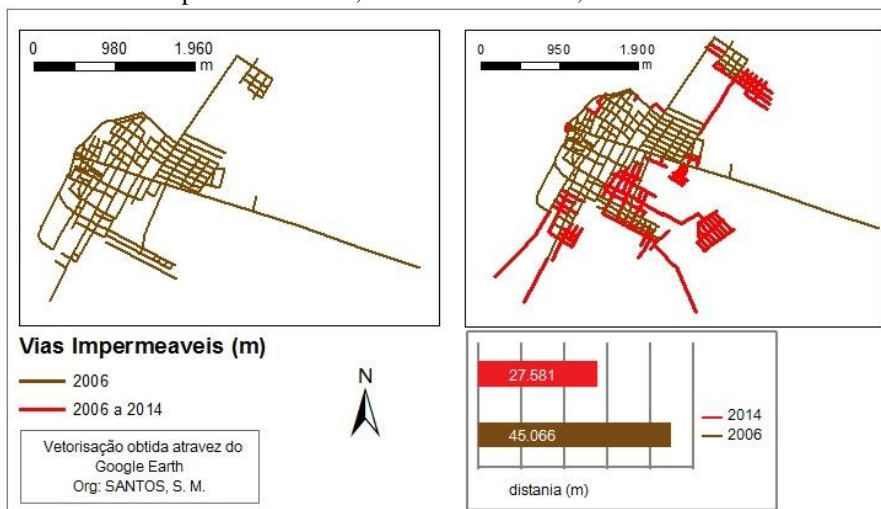 0 980 1.960
m
0 950 1.900
m
Vias Impermeaveis (m)
2006
2006 a 2014
N
Vetorisação obtida atravez do
Google Earth
Org: SANTOS, S. M.
27.581
45.066
2014
2006
distania (m)